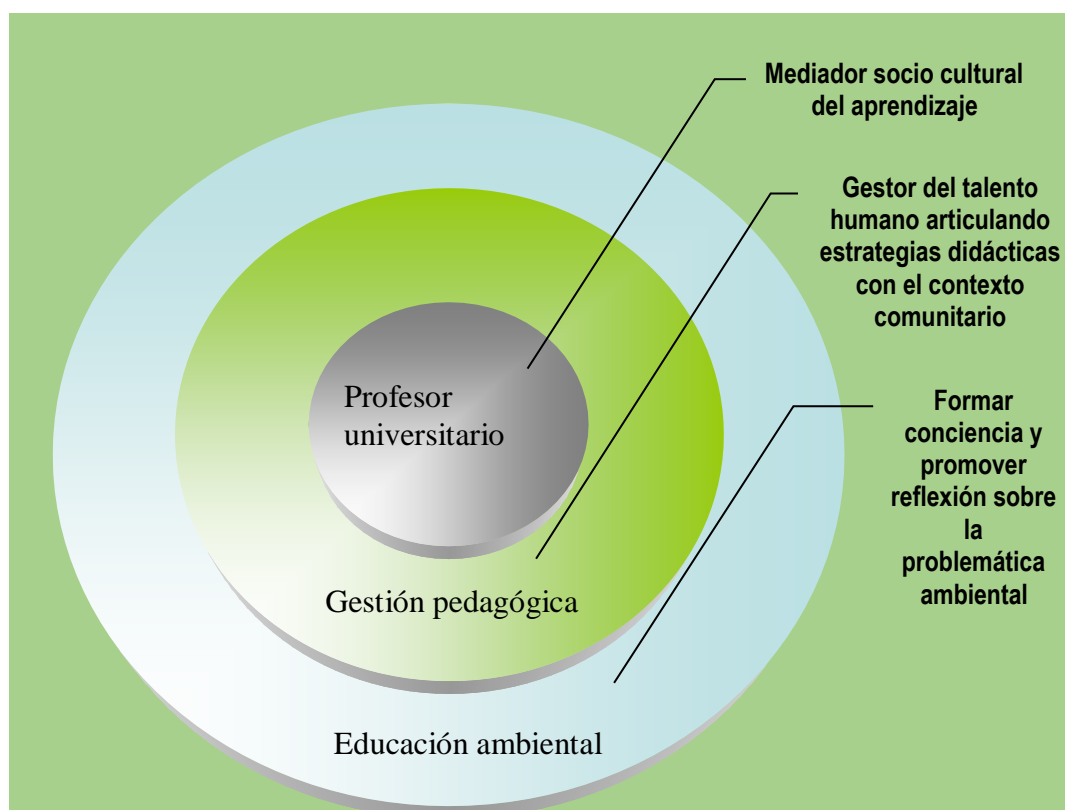 Mediador socio cultural
del aprendizaje
Gestor del talento
humano articulando
estrategias didácticas
con el contexto
comunitario
Formar
conciencia y
promover
reflexión sobre
la
problemática
ambiental
Profesor
universitario
Gestión pedagógica
Educación ambiental